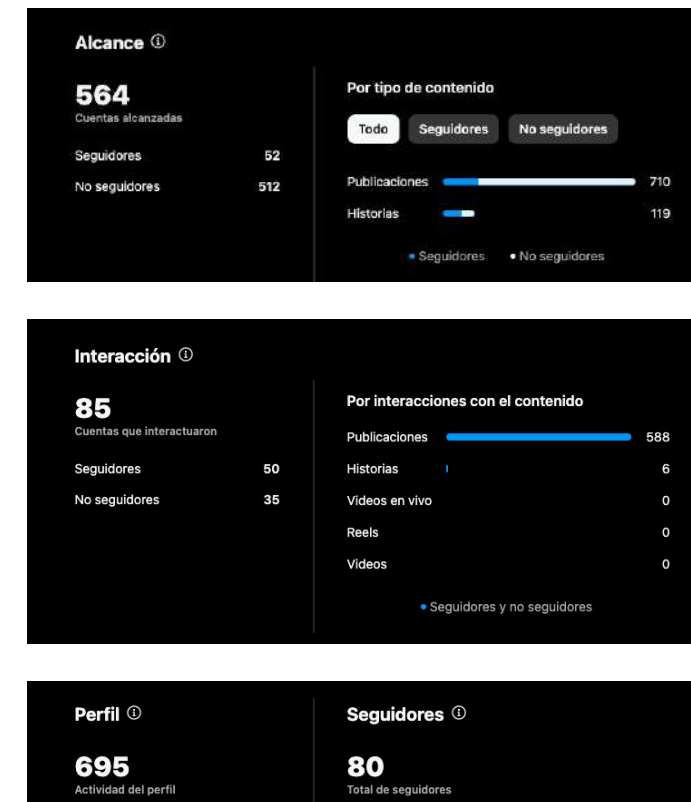 Alcance
564
Cuentas alcanzadas
Seguidores 52
No seguidores 512
Por tipo de contenido
Todo Seguidores No seguidores
Publicaciones 710
Historias 119
Seguidores No seguidores
Interacción
85
Cuentas que interactuaron
Seguidores 50
No seguidores 35
Por interacciones con el contenido
Publicaciones 588
Historias 6
Videos en vivo 0
Reels 0
Videos 0
Seguidores y no seguidores
Perfil
695
Actividad del perfil
Seguidores
80
Total de seguidores